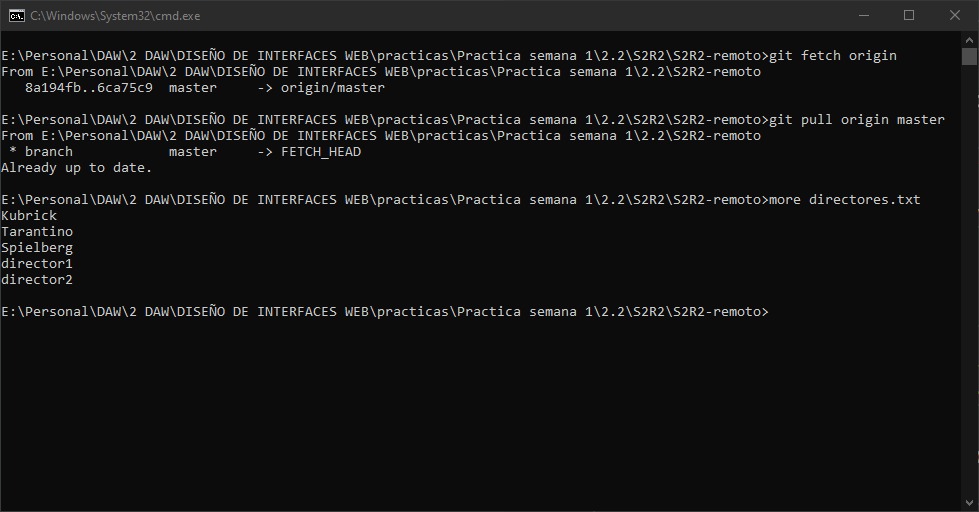 C:\Windows\System32\cmd.exe
E:\Personal\DAW\2 DAW\DISEÑO DE INTERFACES WEB\practicas\Practica semana 1\2.2\S2R2\S2R2-remoto>git fetch origin
From E:\Personal\DAW\2 DAW\DISEÑO DE INTERFACES WEB\practicas\Practica semana 1\2.2\S2R2\S2R2-remoto
   8a194fb..6ca75c9  master     -> origin/master
E:\Personal\DAW\2 DAW\DISEÑO DE INTERFACES WEB\practicas\Practica semana 1\2.2\S2R2\S2R2-remoto>git pull origin master
From E:\Personal\DAW\2 DAW\DISEÑO DE INTERFACES WEB\practicas\Practica semana 1\2.2\S2R2\S2R2-remoto
 * branch            master     -> FETCH_HEAD
Already up to date.
E:\Personal\DAW\2 DAW\DISEÑO DE INTERFACES WEB\practicas\Practica semana 1\2.2\S2R2\S2R2-remoto>more directores.txt
Kubrick
Tarantino
Spielberg
director1
director2
E:\Personal\DAW\2 DAW\DISEÑO DE INTERFACES WEB\practicas\Practica semana 1\2.2\S2R2\S2R2-remoto>